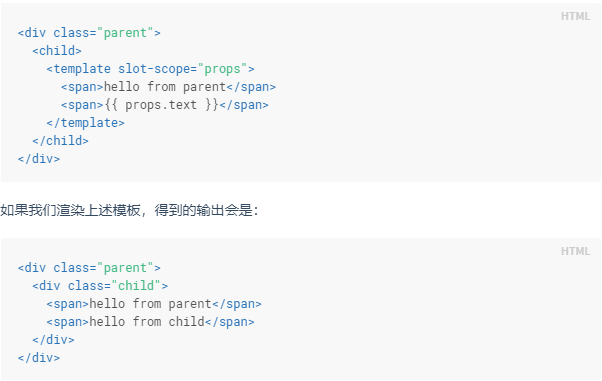 HTML
<div class="parent">
  <child>
    <template slot-scope="props">
      <span>hello from parent</span>
      <span>{{ props.text }}</span>
    </template>
  </child>
</div>
如果我们渲染上述模板，得到的输出会是：
HTML
<div class="parent">
  <div class="child">
    <span>hello from parent</span>
    <span>hello from child</span>
  </div>
</div>